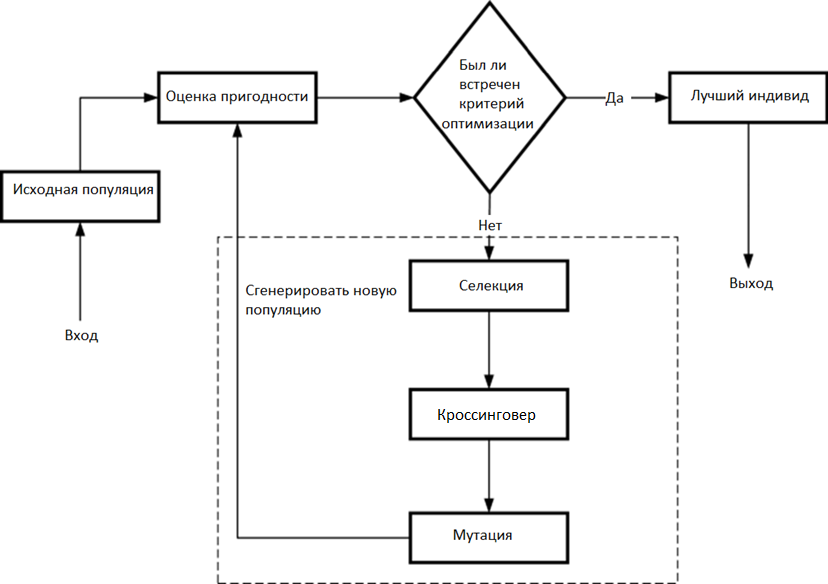 Вход
Исходная популяция
Оценка пригодности
Был ли
встречен
критерий
оптимизации
Да
Лучший индивид
Выход
Нет
Селекция
Кроссинговер
Мутация
Сгенерировать новую
популяцию